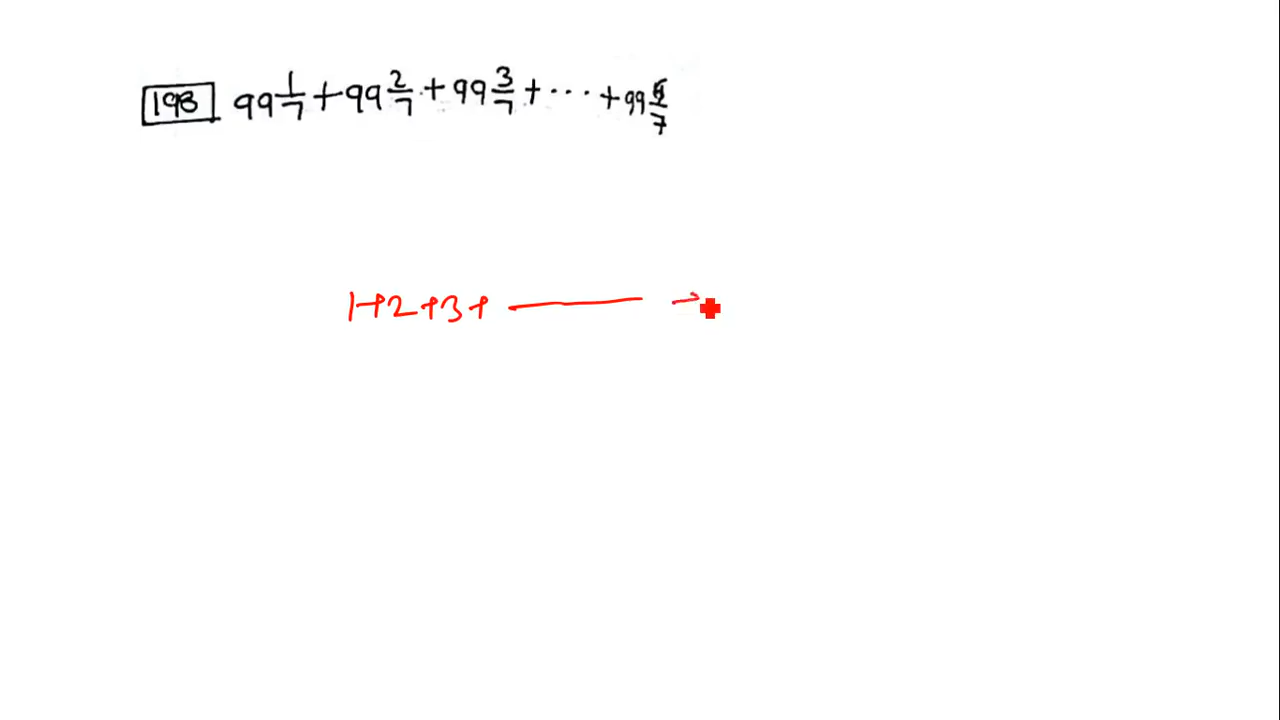 198 99 1/7 + 99 2/7 + 99 3/7 + ... + 99 6/7
1+2+3+